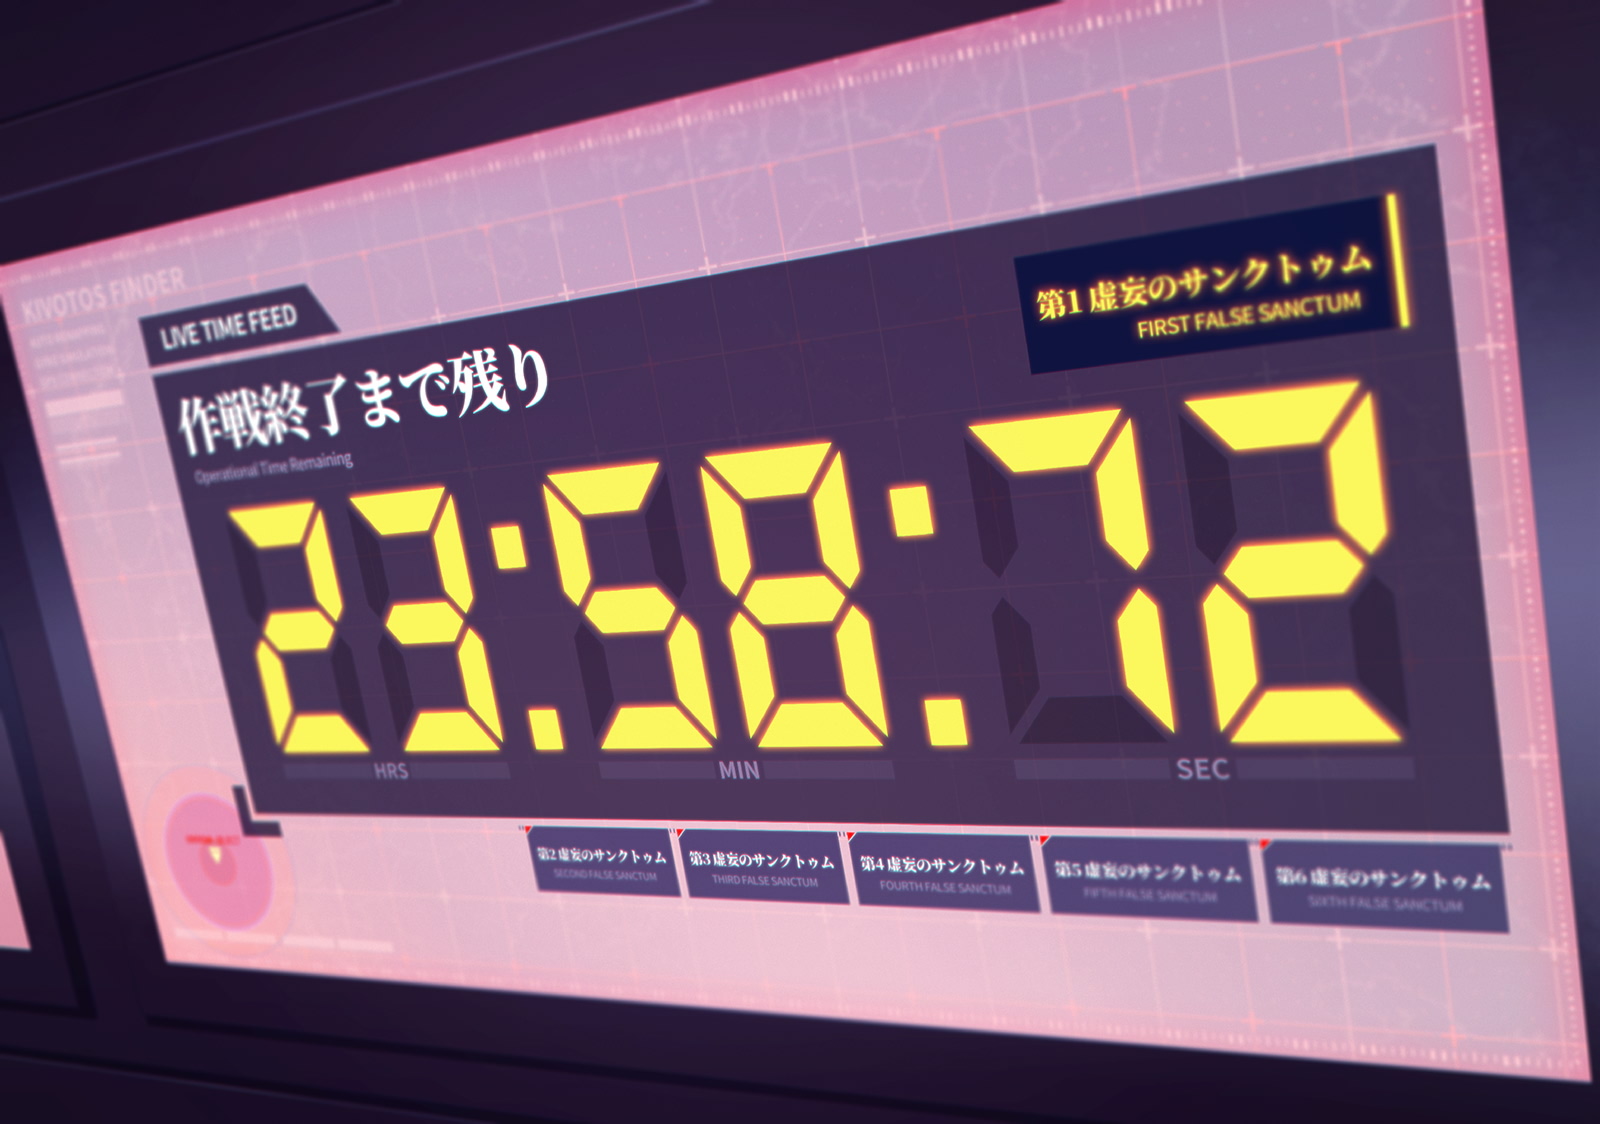 KIVOTOS FINDER
LIVE TIME FEED
作戦終了まで残り
Operational Time Remaining
第1 虚妄のサンクトゥム
FIRST FALSE SANCTUM
23:58:72
HRS
MIN
SEC
第2 虚妄のサンクトゥム
SECOND FALSE SANCTUM
第3 虚妄のサンクトゥム
THIRD FALSE SANCTUM
第4 虚妄のサンクトゥム
FOURTH FALSE SANCTUM
第5 虚妄のサンクトゥム
FIFTH FALSE SANCTUM
第6 虚妄のサンクトゥム
SIXTH FALSE SANCTUM